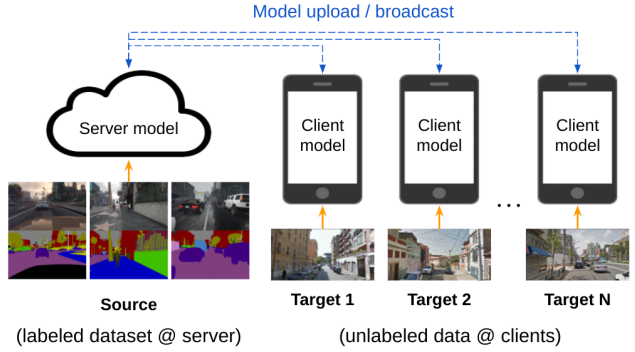 Model upload / broadcast
Server model
Client
model
Client
model
Client
model
...
Source
Target 1
Target 2
Target N
(labeled dataset @ server)
(unlabeled data @ clients)